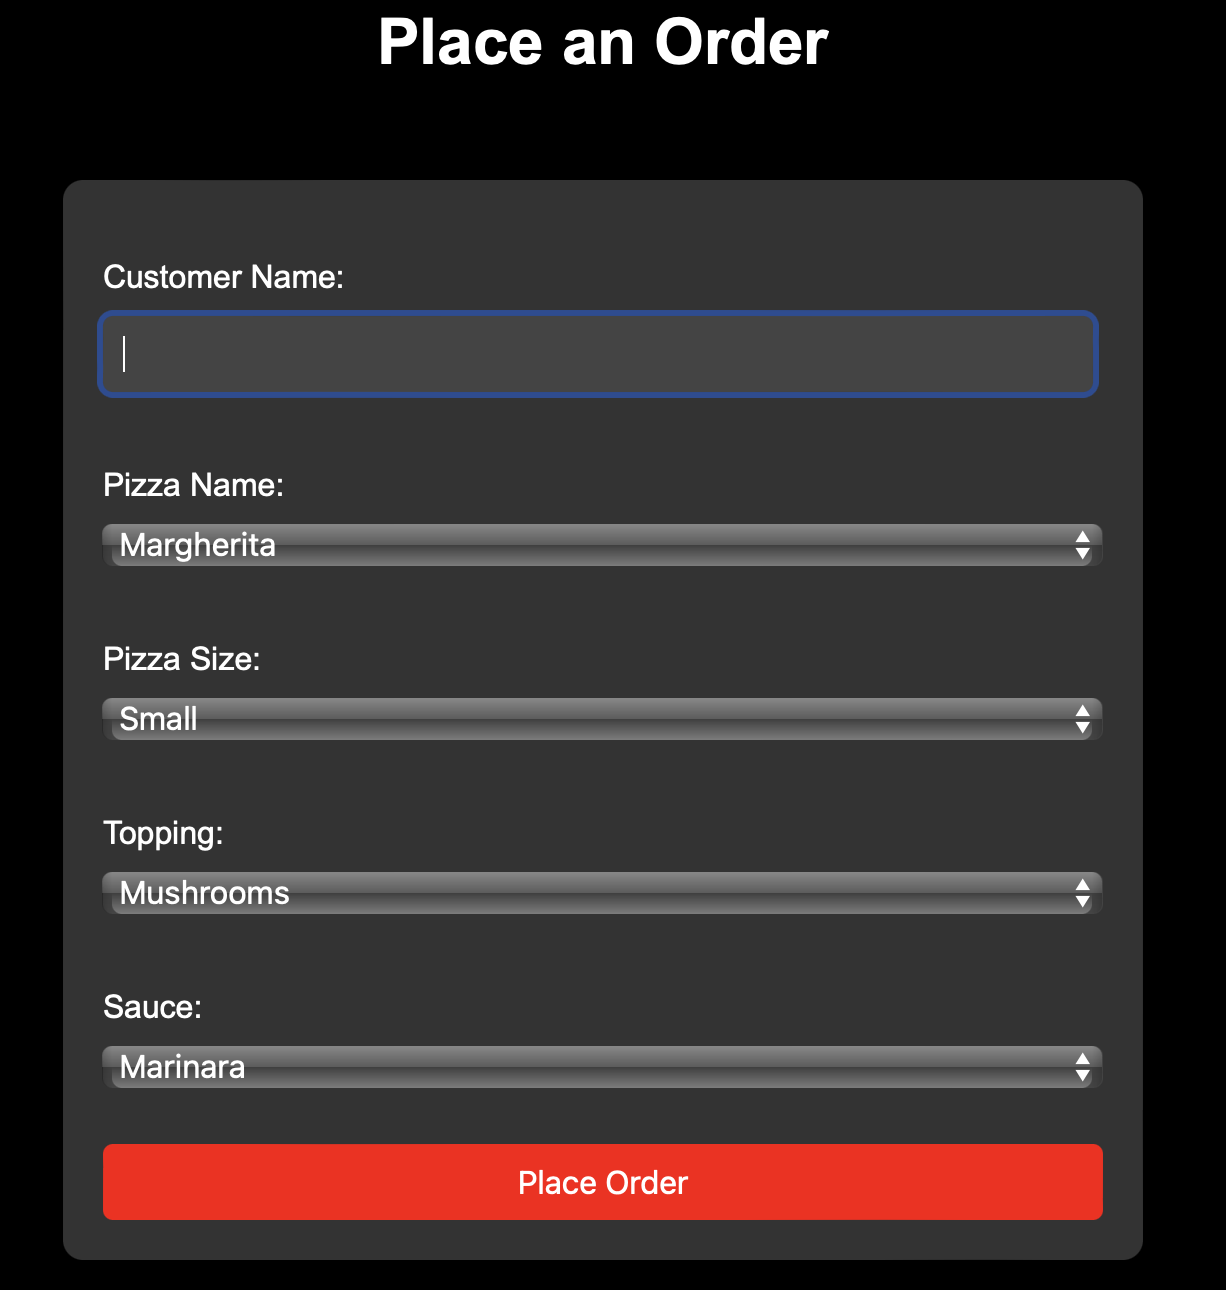 Place an Order
Customer Name:
Pizza Name:
Margherita
Pizza Size:
Small
Topping:
Mushrooms
Sauce:
Marinara
Place Order